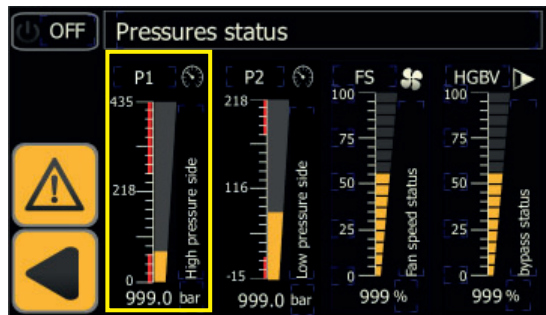 OFF Pressures status
P1 P2 FS HGBV
435 218 100 100
75 75
218 116 50 50
25 25
0 -15 0 0
High pressure side
Low pressure side
Fan speed status
bypass status
999.0 bar 999.0 bar 999 % 999 %